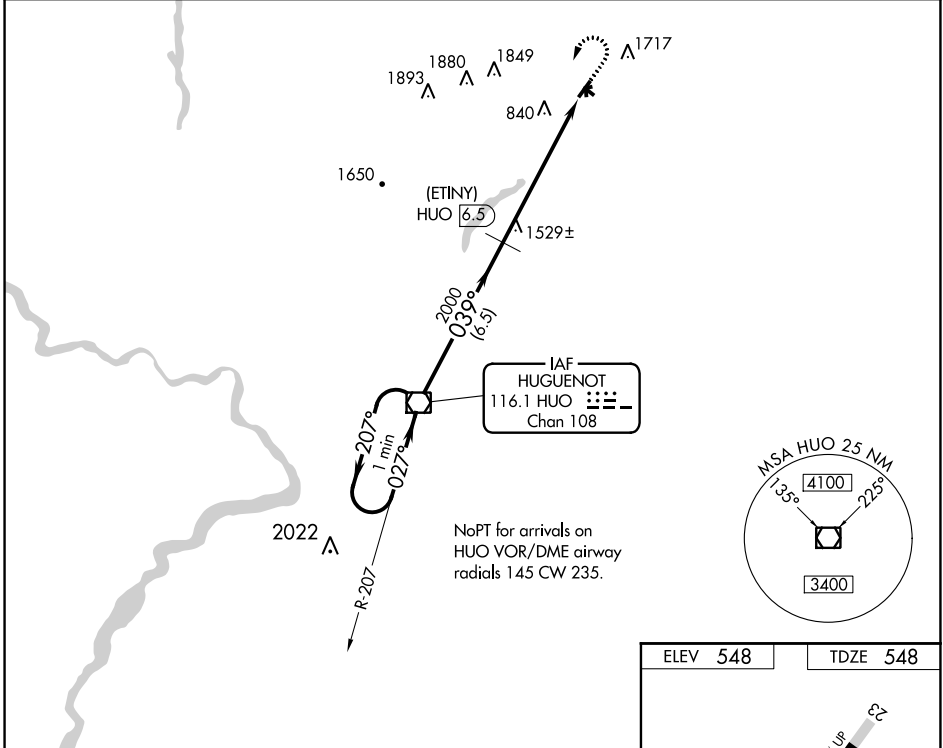 1717
1849
1880
1893
840
1650
(ETINY)
HUO 6.5
1529±
2000
039°
(6.5)
IAF
HUGUENOT
116.1 HUO
Chan 108
207°
1 min
027°
MSA HUO 25 NM
135°
4100
225°
3400
2022
NoPT for arrivals on
HUO VOR/DME airway
radials 145 CW 235.
R-207
ELEV 548
TDZE 548
23
UP